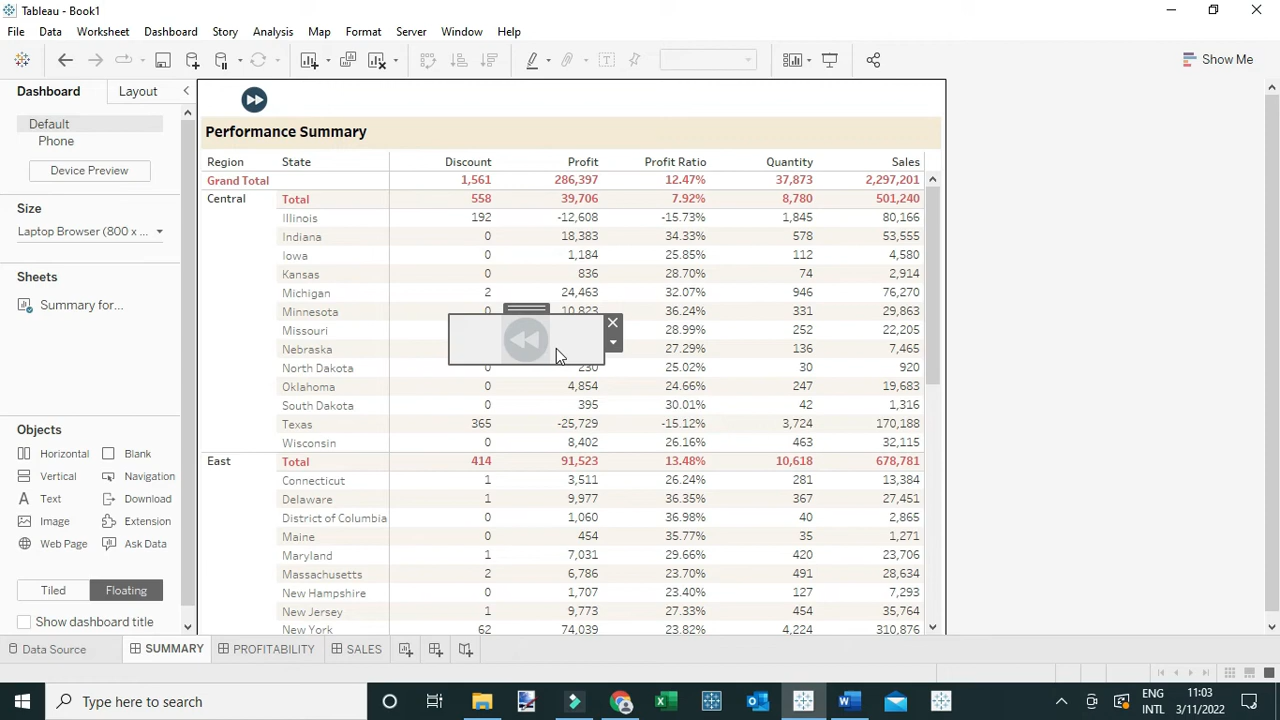 Tableau - Book1
File Data Worksheet Dashboard Story Analysis Map Format Server Window Help
Show Me
Dashboard Layout
Default
Phone
Device Preview
Size
Laptop Browser (800 x ...
Sheets
Summary for...
Objects
Horizontal Blank
Vertical Navigation
Text Download
Image Extension
Web Page Ask Data
Tiled Floating
Show dashboard title
Performance Summary
Region State Discount Profit Profit Ratio Quantity Sales
Grand Total 1,561 286,397 12.47% 37,873 2,297,201
Central Total 558 39,706 7.92% 8,780 501,240
Illinois 192 -12,608 -15.73% 1,845 80,166
Indiana 0 18,383 34.33% 578 53,555
Iowa 0 1,184 25.85% 112 4,580
Kansas 0 836 28.70% 74 2,914
Michigan 2 24,463 32.07% 946 76,270
Minnesota 0 10,823 36.24% 331 29,863
Missouri 28.99% 252 22,205
Nebraska 27.29% 136 7,465
North Dakota 0 230 25.02% 30 920
Oklahoma 0 4,854 24.66% 247 19,683
South Dakota 0 395 30.01% 42 1,316
Texas 365 -25,729 -15.12% 3,724 170,188
Wisconsin 0 8,402 26.16% 463 32,115
East Total 414 91,523 13.48% 10,618 678,781
Connecticut 1 3,511 26.24% 281 13,384
Delaware 1 9,977 36.35% 367 27,451
District of Columbia 0 1,060 36.98% 40 2,865
Maine 0 454 35.77% 35 1,271
Maryland 1 7,031 29.66% 420 23,706
Massachusetts 2 6,786 23.70% 491 28,634
New Hampshire 0 1,707 23.40% 127 7,293
New Jersey 1 9,773 27.33% 454 35,764
New York 62 74,039 23.82% 4,224 310,876
Data Source SUMMARY PROFITABILITY SALES
Type here to search
ENG
INTL
11:03
3/11/2022